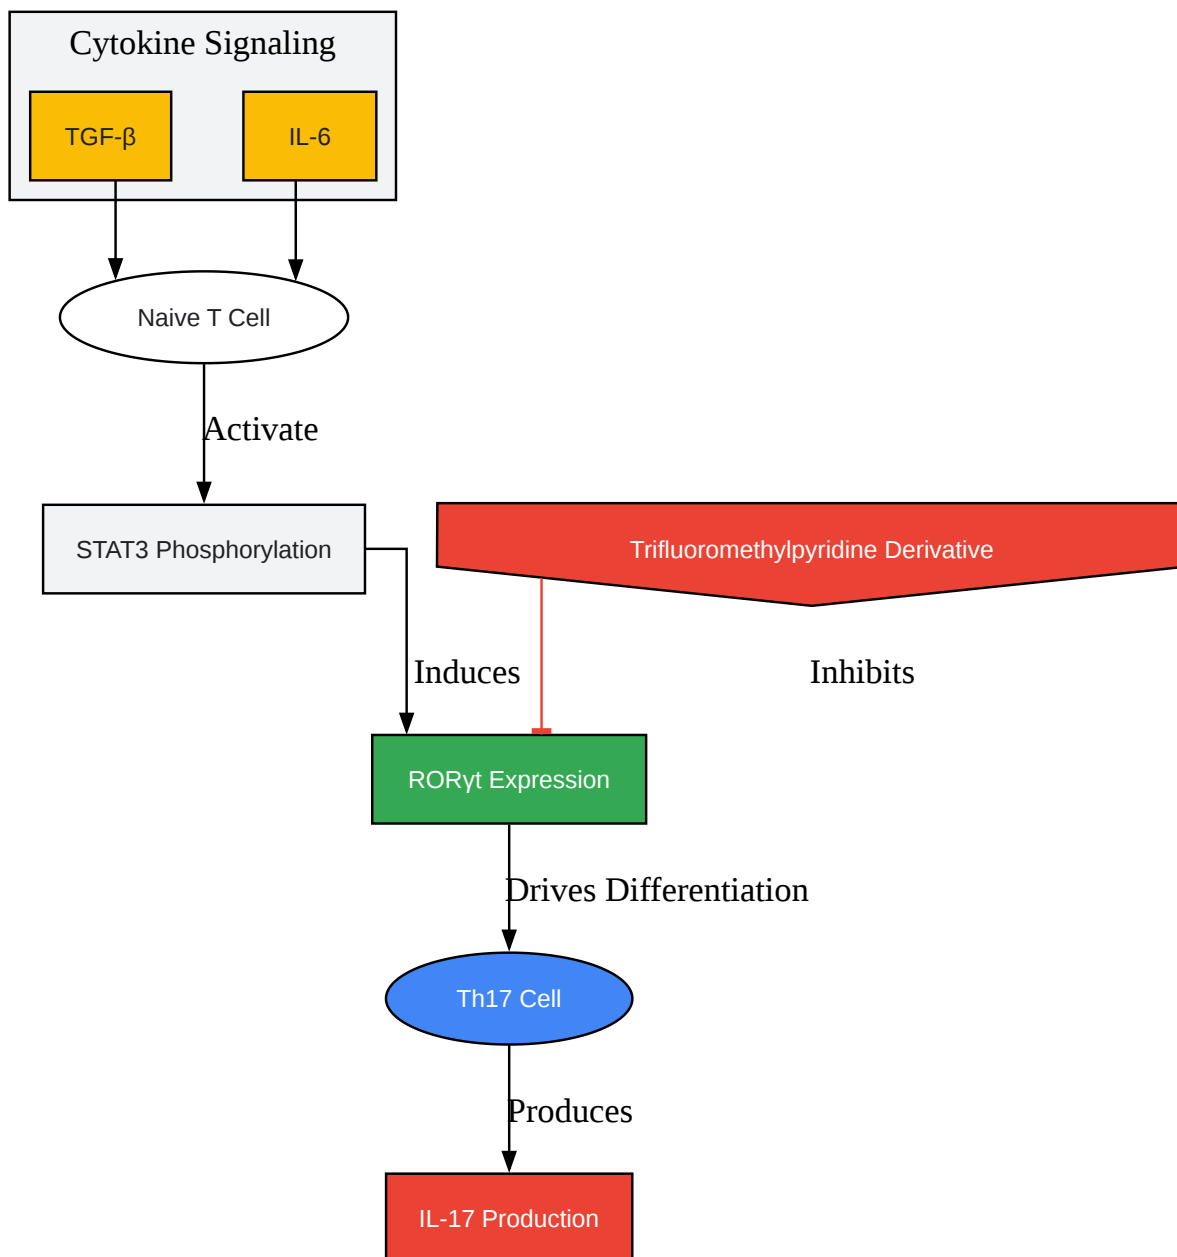 Cytokine Signaling
TGF-β
IL-6
Naive T Cell
Activate
STAT3 Phosphorylation
Trifluoromethylpyridine Derivative
Induces
Inhibits
RORγt Expression
Drives Differentiation
Th17 Cell
Produces
IL-17 Production